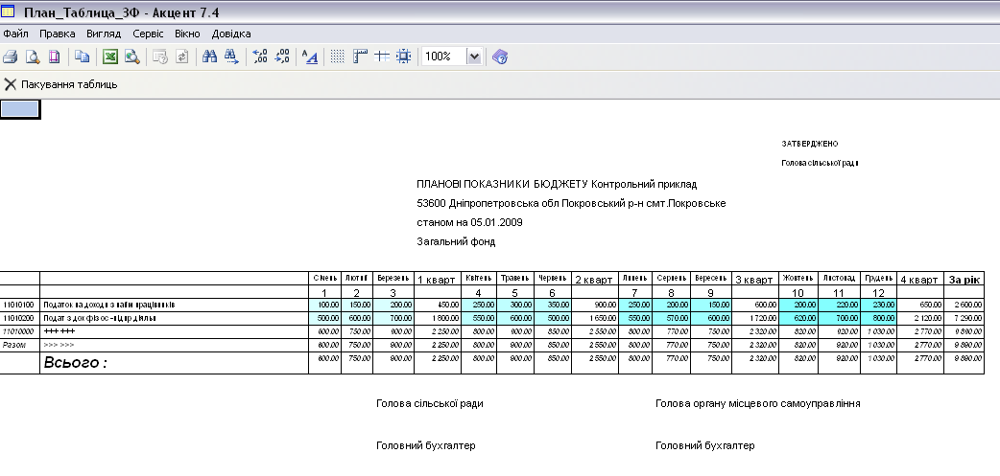 План_Таблица_ЗФ - Акцент 7.4
Файл Правка Вигляд Сервіс Вікно Довідка
100%
Пакування таблиць
ЗАТВЕРДЖЕНО
Голова сільської ради
ПЛАНОВІ ПОКАЗНИКИ БЮДЖЕТУ Контрольний приклад
53600 Дніпропетровська обл Покровський р-н смт.Покровське
станом на 05.01.2009
Загальний фонд
Січень Лютий Березень 1 кварт Квітень Травень Червень 2 кварт Липень Серпень Вересень 3 кварт Жовтень Листопад Грудень 4 кварт За рік
1 2 3 4 5 6 7 8 9 10 11 12
11010100 Податок на доходи з найм працівників 100.00 150.00 200.00 450.00 250.00 300.00 350.00 900.00 250.00 200.00 150.00 600.00 200.00 220.00 230.00 650.00 2 600.00
11010200 Подат з док фіз ос -підпр діяльн 500.00 600.00 700.00 1 800.00 550.00 600.00 500.00 1 650.00 550.00 570.00 600.00 1 720.00 620.00 700.00 800.00 2 120.00 7 290.00
11010000 +++ +++ 600.00 750.00 900.00 2 250.00 800.00 900.00 850.00 2 550.00 800.00 770.00 750.00 2 320.00 820.00 920.00 1 030.00 2 770.00 9 890.00
Разом >>> >>> 600.00 750.00 900.00 2 250.00 800.00 900.00 850.00 2 550.00 800.00 770.00 750.00 2 320.00 820.00 920.00 1 030.00 2 770.00 9 890.00
Всього : 600.00 750.00 900.00 2 250.00 800.00 900.00 850.00 2 550.00 800.00 770.00 750.00 2 320.00 820.00 920.00 1 030.00 2 770.00 9 890.00
Голова сільської ради Голова органу місцевого самоуправління
Головний бухгалтер Головний бухгалтер